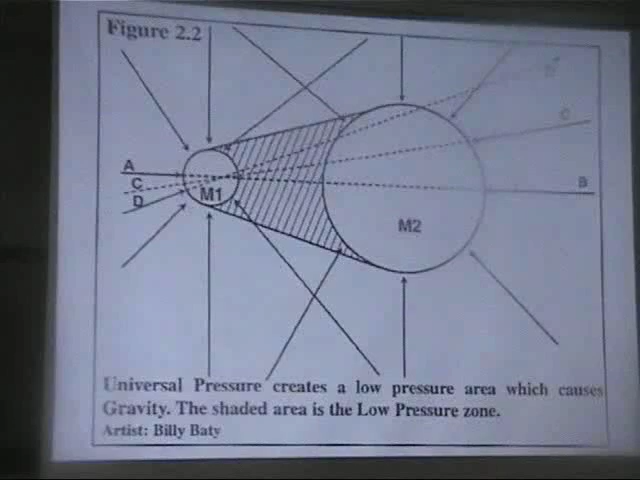 Figure 2.2
A
C
D
M1
M2
C
B
Universal Pressure creates a low pressure area which causes
Gravity. The shaded area is the Low Pressure zone.
Artist: Billy Baty